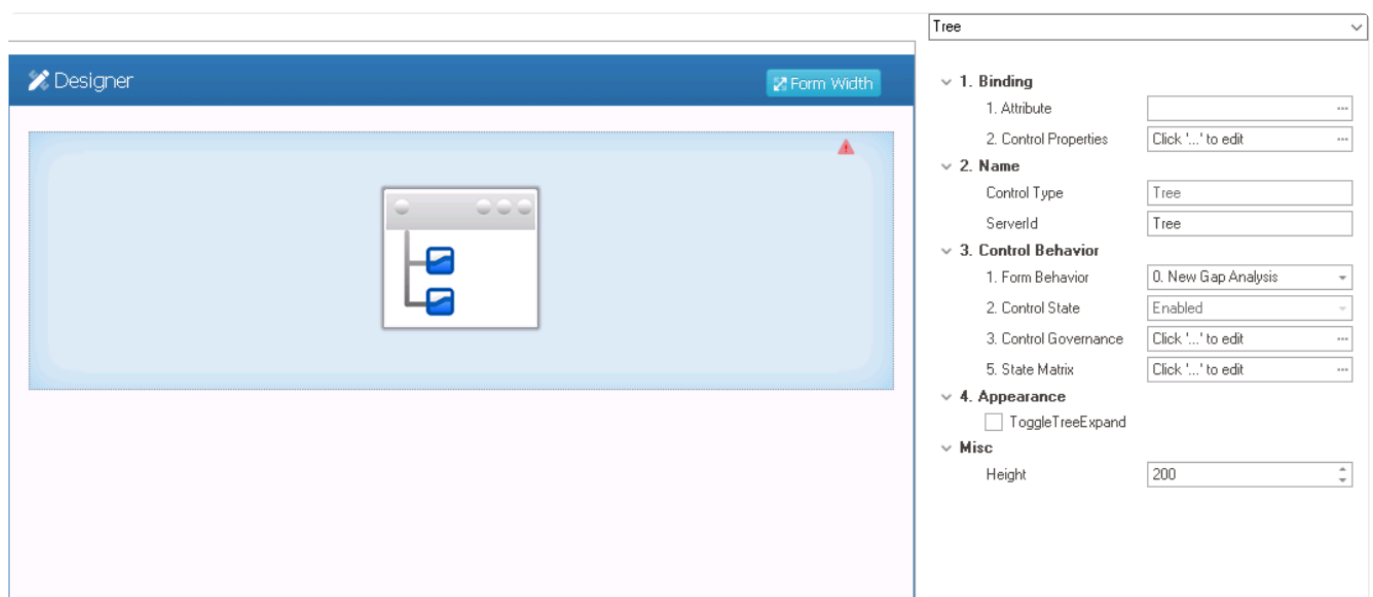 Tree
Designer
Form Width
1. Binding
1. Attribute ...
2. Control Properties Click '...' to edit ...
2. Name
Control Type Tree
ServerId Tree
3. Control Behavior
1. Form Behavior 0. New Gap Analysis
2. Control State Enabled
3. Control Governance Click '...' to edit ...
5. State Matrix Click '...' to edit ...
4. Appearance
ToggleTreeExpand
Misc
Height 200